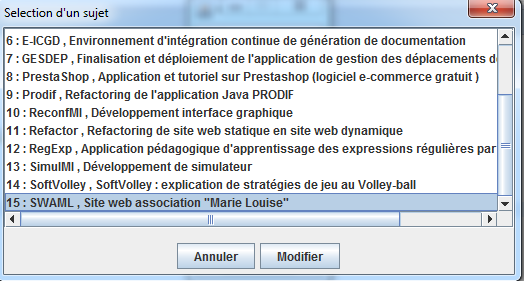 Selection d'un sujet
6 : E-ICGD , Environnement d'intégration continue de génération de documentation
7 : GESDEP , Finalisation et déploiement de l'application de gestion des déplacements de
8 : PrestaShop , Application et tutoriel sur Prestashop (logiciel e-commerce gratuit )
9 : Prodif , Refactoring de l'application Java PRODIF
10 : ReconfMI , Développement interface graphique
11 : Refactor , Refactoring de site web statique en site web dynamique
12 : RegExp , Application pédagogique d'apprentissage des expressions régulières par
13 : SimulMI , Développement de simulateur
14 : SoftVolley , SoftVolley : explication de stratégies de jeu au Volley-ball
15 : SWAML , Site web association "Marie Louise"
Annuler Modifier